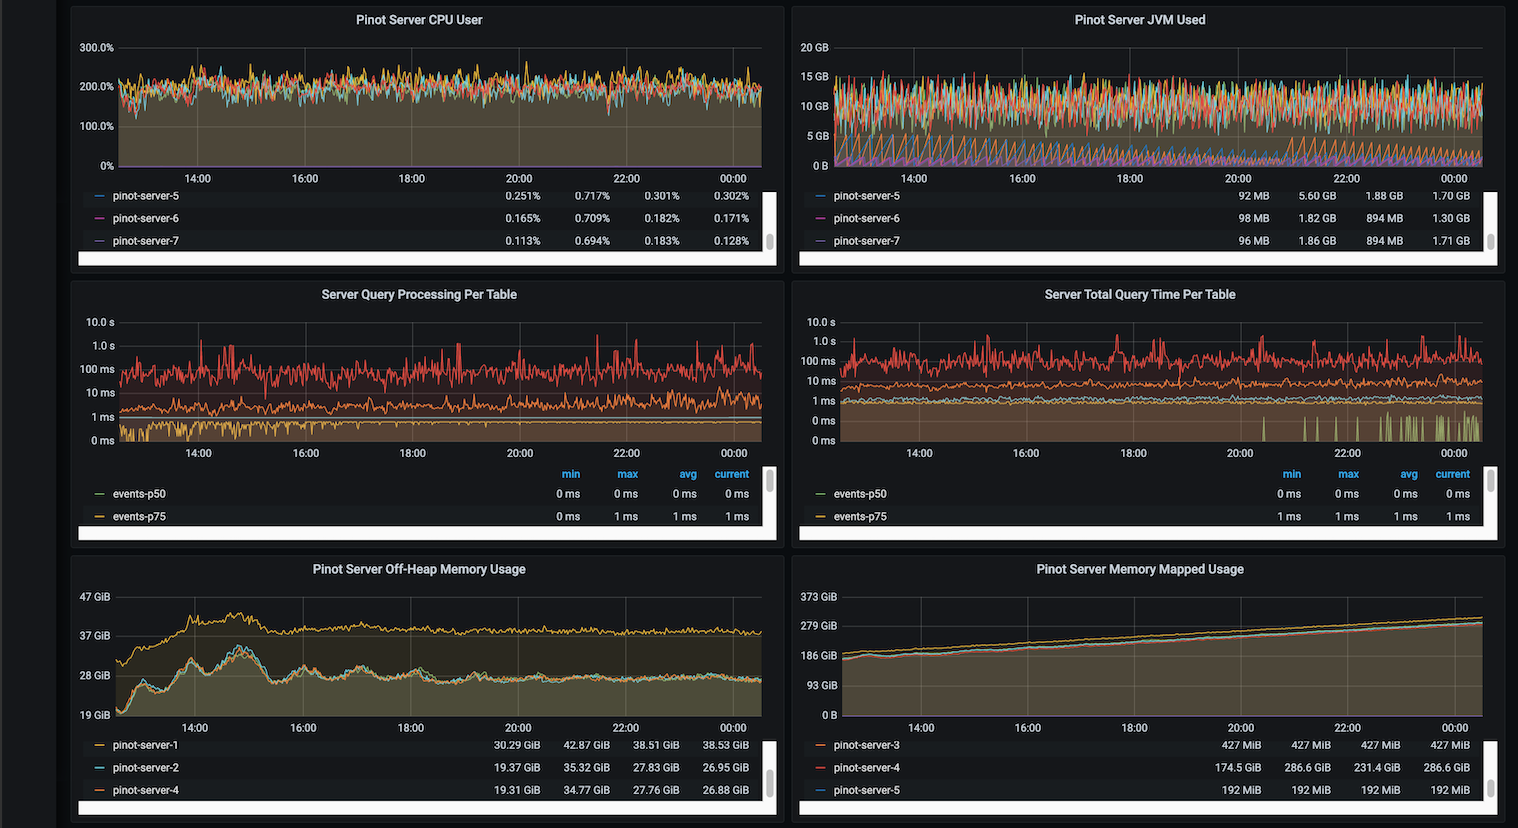 Pinot Server CPU User
300.0%
200.0%
100.0%
0%
14:00 16:00 18:00 20:00 22:00 00:00
pinot-server-5 0.251% 0.717% 0.301% 0.302%
pinot-server-6 0.165% 0.709% 0.182% 0.171%
pinot-server-7 0.113% 0.694% 0.183% 0.128%
Pinot Server JVM Used
20 GB
15 GB
10 GB
5 GB
0 B
14:00 16:00 18:00 20:00 22:00 00:00
pinot-server-5 92 MB 5.60 GB 1.88 GB 1.70 GB
pinot-server-6 98 MB 1.82 GB 894 MB 1.30 GB
pinot-server-7 96 MB 1.86 GB 894 MB 1.71 GB
Server Query Processing Per Table
10.0 s
1.0 s
100 ms
10 ms
1 ms
0 ms
14:00 16:00 18:00 20:00 22:00 00:00
min max avg current
events-p50 0 ms 0 ms 0 ms 0 ms
events-p75 0 ms 1 ms 1 ms 1 ms
Server Total Query Time Per Table
10.0 s
1.0 s
100 ms
10 ms
1 ms
0 ms
0 ms
14:00 16:00 18:00 20:00 22:00 00:00
min max avg current
events-p50 0 ms 0 ms 0 ms 0 ms
events-p75 1 ms 1 ms 1 ms 1 ms
Pinot Server Off-Heap Memory Usage
47 GiB
37 GiB
28 GiB
19 GiB
14:00 16:00 18:00 20:00 22:00 00:00
pinot-server-1 30.29 GiB 42.87 GiB 38.51 GiB 38.53 GiB
pinot-server-2 19.37 GiB 35.32 GiB 27.83 GiB 26.95 GiB
pinot-server-4 19.31 GiB 34.77 GiB 27.76 GiB 26.88 GiB
Pinot Server Memory Mapped Usage
373 GiB
279 GiB
186 GiB
93 GiB
0 B
14:00 16:00 18:00 20:00 22:00 00:00
pinot-server-3 427 MiB 427 MiB 427 MiB 427 MiB
pinot-server-4 174.5 GiB 286.6 GiB 231.4 GiB 286.6 GiB
pinot-server-5 192 MiB 192 MiB 192 MiB 192 MiB